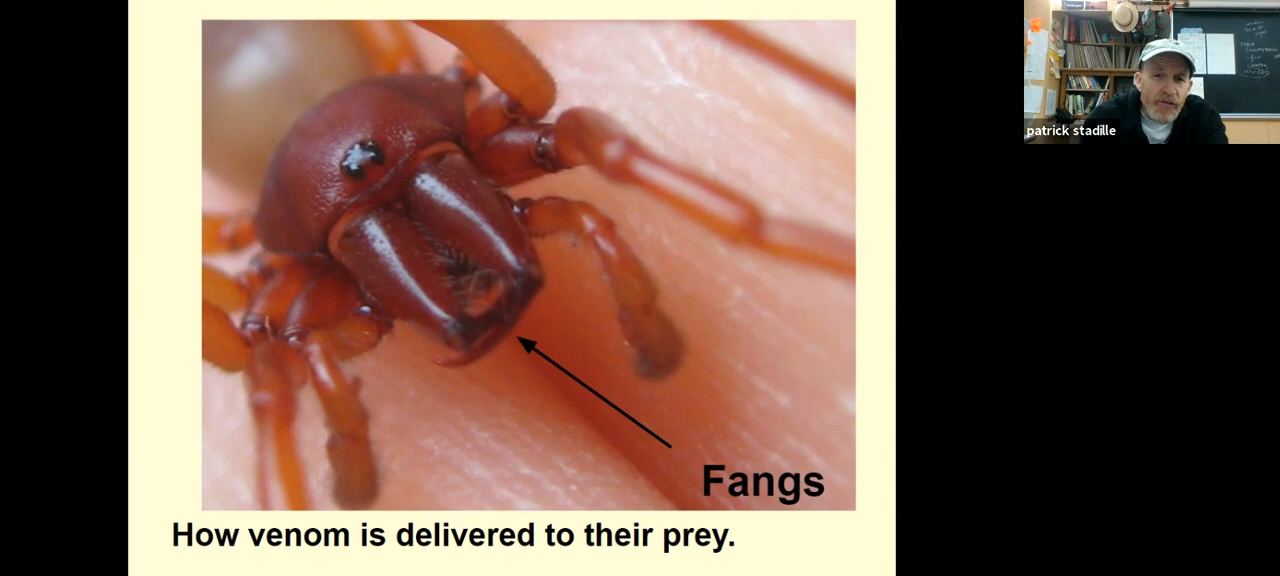 patrick stadille
Fangs
How venom is delivered to their prey.